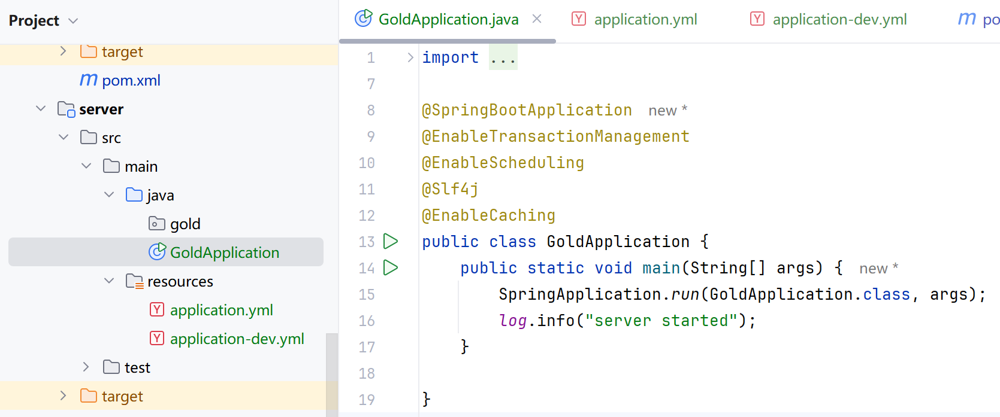 Project
target
pom.xml
server
src
main
java
gold
GoldApplication
resources
application.yml
application-dev.yml
test
target
GoldApplication.java
application.yml
application-dev.yml
m po
1 import ...
7
8 @SpringBootApplication new *
9 @EnableTransactionManagement
10 @EnableScheduling
11 @Slf4j
12 @EnableCaching
13 public class GoldApplication {
14 public static void main(String[] args) { new *
15 SpringApplication.run(GoldApplication.class, args);
16 log.info("server started");
17 }
18
19 }